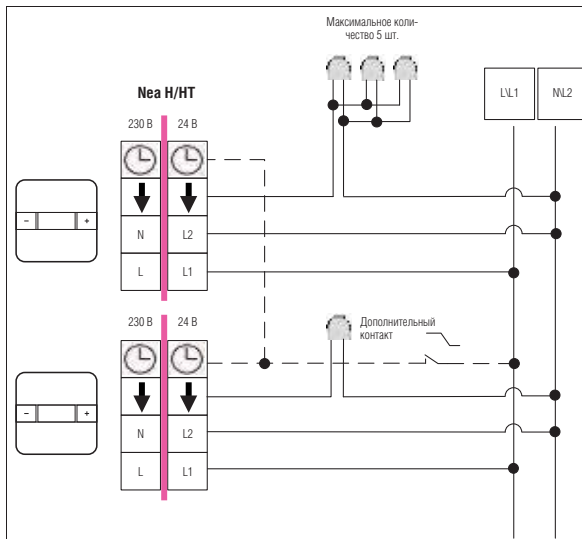 Максимальное коли-
чество 5 шт.
Nea H/HT
L\L1 N\L2
230 В 24 В
- +
N L2
L L1
230 В 24 В
Дополнительный
контакт
- +
N L2
L L1